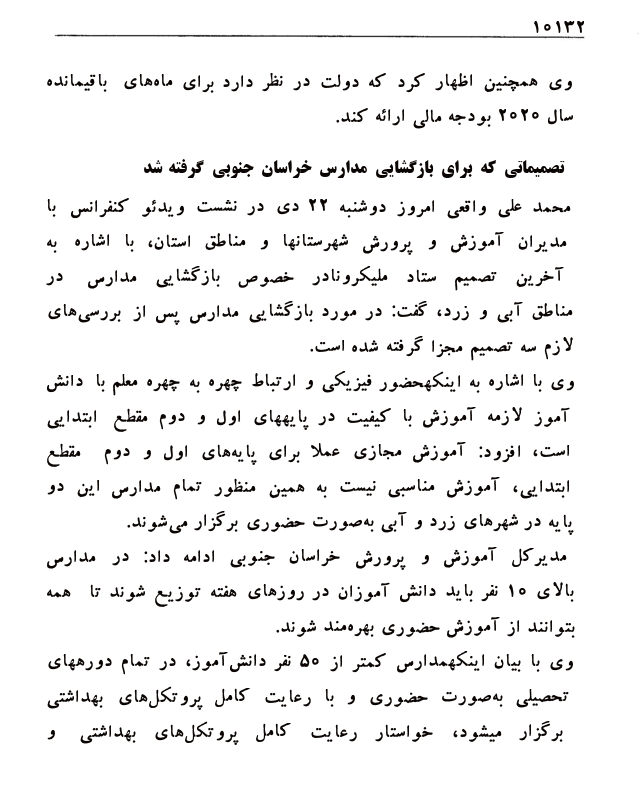 ۱۰۱۳۲
وی همچنین اظهار کرد که دولت در نظر دارد برای ماه‌های باقیمانده
سال ۲۰۲۰ بودجه مالی ارائه کند.
تصمیماتی که برای بازگشایی مدارس خراسان جنوبی گرفته شد
محمد علی واقعی امروز دوشنبه ۲۲ دی در نشست ویدئو کنفرانس با
مدیران آموزش و پرورش شهرستانها و مناطق استان، با اشاره به
آخرین تصمیم ستاد ملیکرونادر خصوص بازگشایی مدارس در
مناطق آبی و زرد، گفت: در مورد بازگشایی مدارس پس از بررسی‌های
لازم سه تصمیم مجزا گرفته شده است.
وی با اشاره به اینکهحضور فیزیکی و ارتباط چهره به چهره معلم با دانش
آموز لازمه آموزش با کیفیت در پایههای اول و دوم مقطع ابتدایی
است، افزود: آموزش مجازی عملا برای پایه‌های اول و دوم مقطع
ابتدایی، آموزش مناسبی نیست به همین منظور تمام مدارس این دو
پایه در شهرهای زرد و آبی به‌صورت حضوری برگزار می‌شوند.
مدیرکل آموزش و پرورش خراسان جنوبی ادامه داد: در مدارس
بالای ۱۰ نفر باید دانش آموزان در روزهای هفته توزیع شوند تا همه
بتوانند از آموزش حضوری بهره‌مند شوند.
وی با بیان اینکهمدارس کمتر از ۵۰ نفر دانش‌آموز، در تمام دورههای
تحصیلی به‌صورت حضوری و با رعایت کامل پروتکل‌های بهداشتی
برگزار میشود، خواستار رعایت کامل پروتکل‌های بهداشتی و